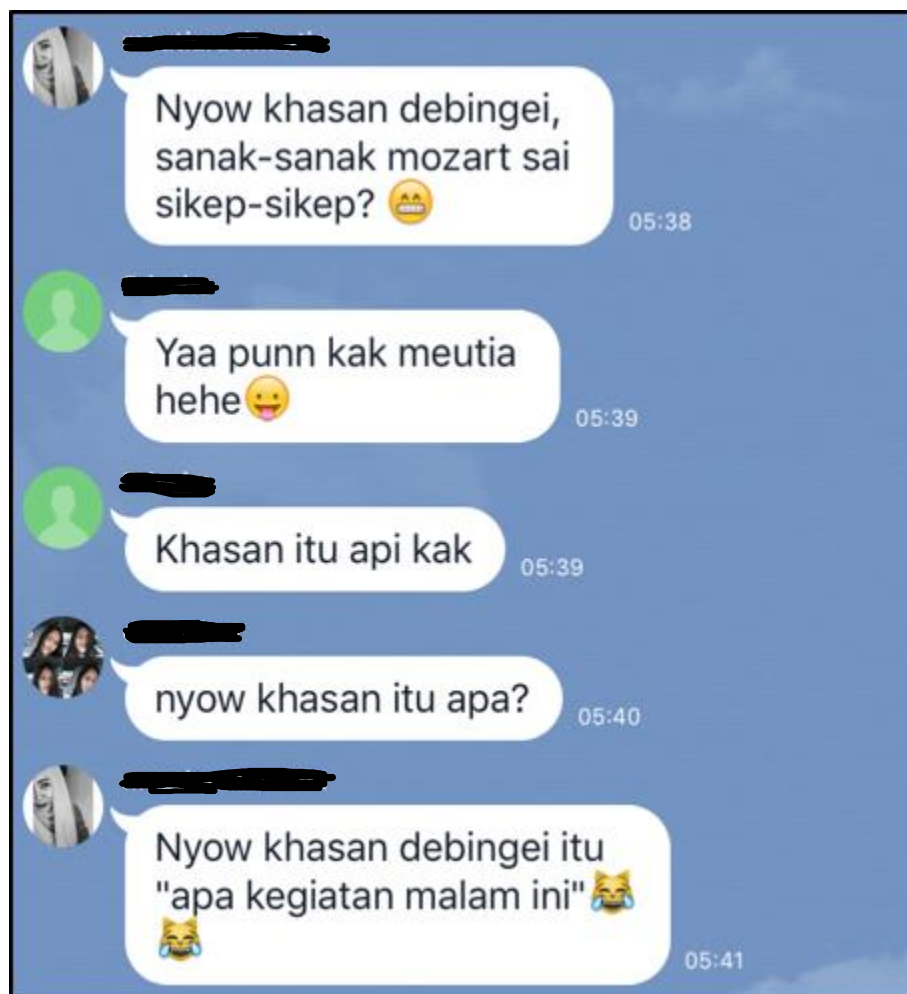 Nyow khasan debingei,
sanak-sanak mozart sai
sikep-sikep? 😁
05:38
Yaa punn kak meutia
hehe😛
05:39
Khasan itu api kak
05:39
nyow khasan itu apa?
05:40
Nyow khasan debingei itu
"apa kegiatan malam ini"😹
😹
05:41